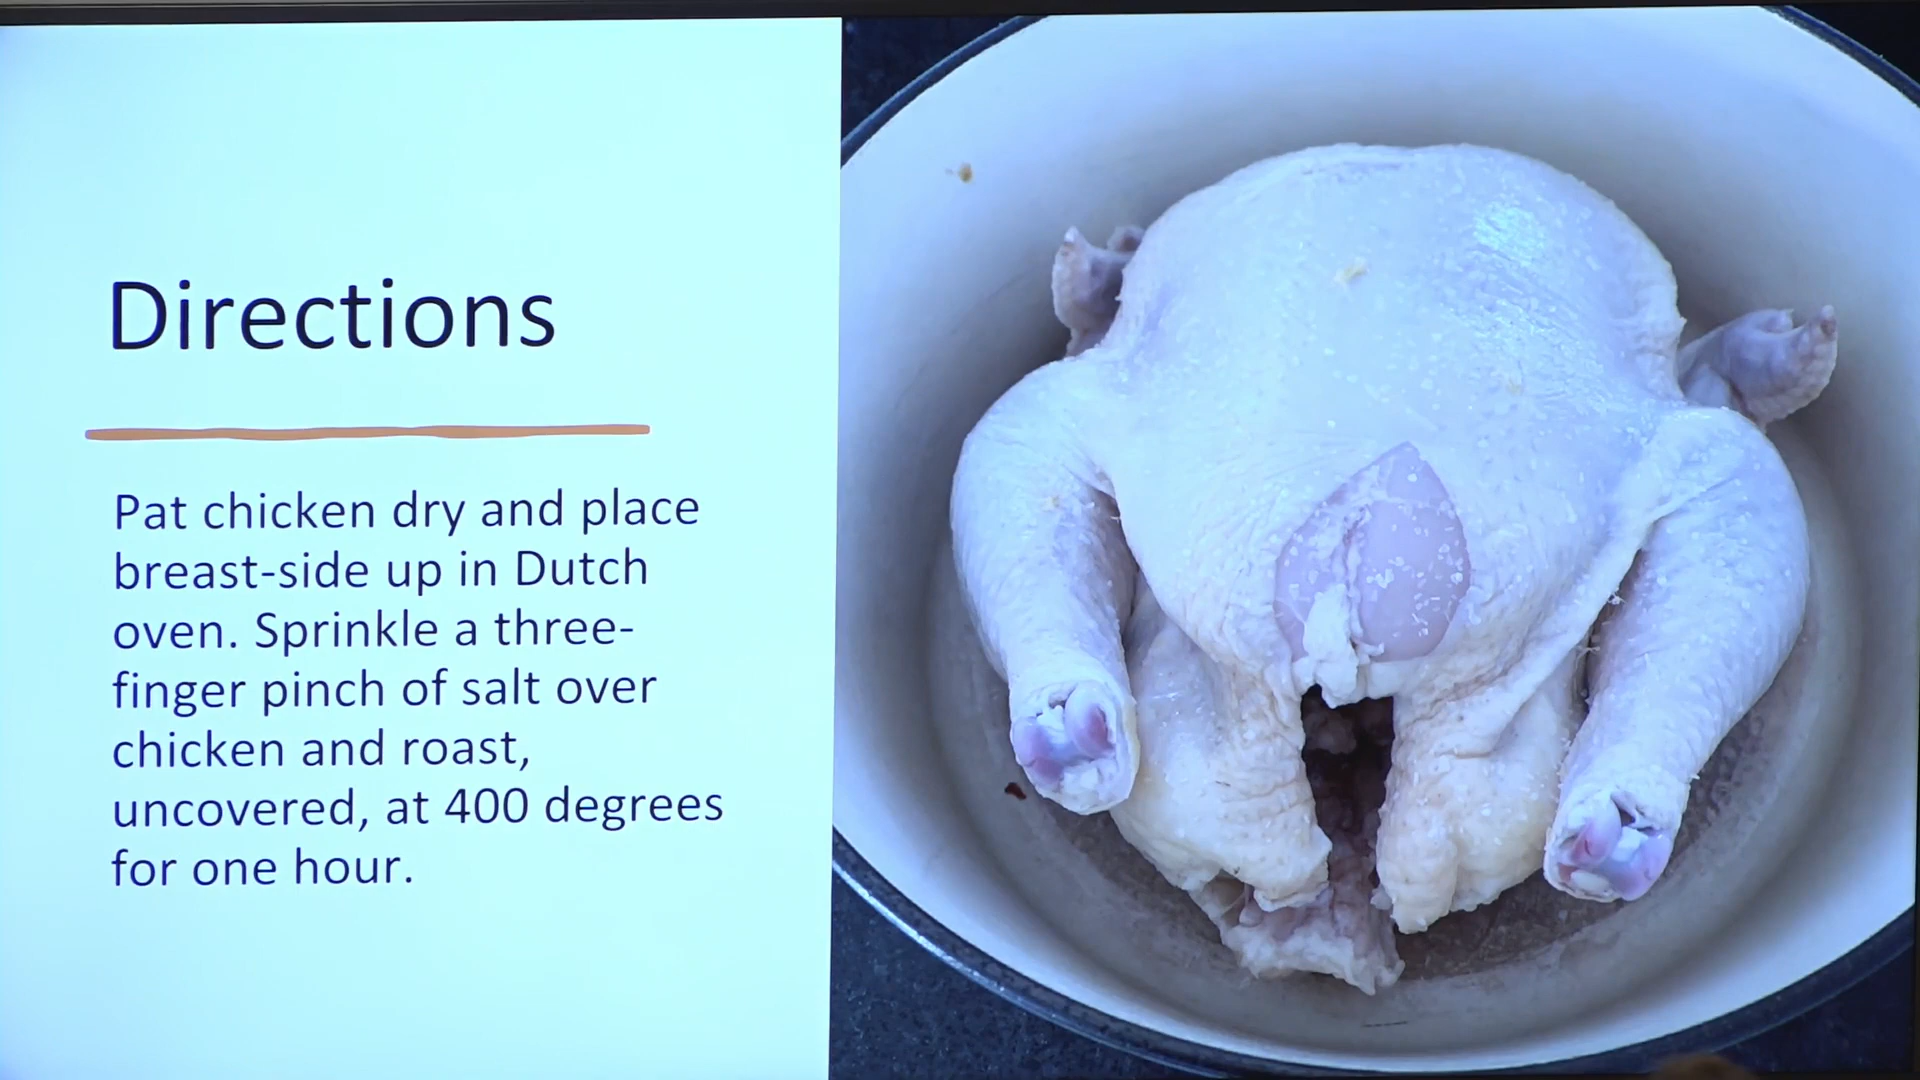 Directions
Pat chicken dry and place
breast-side up in Dutch
oven. Sprinkle a three-
finger pinch of salt over
chicken and roast,
uncovered, at 400 degrees
for one hour.